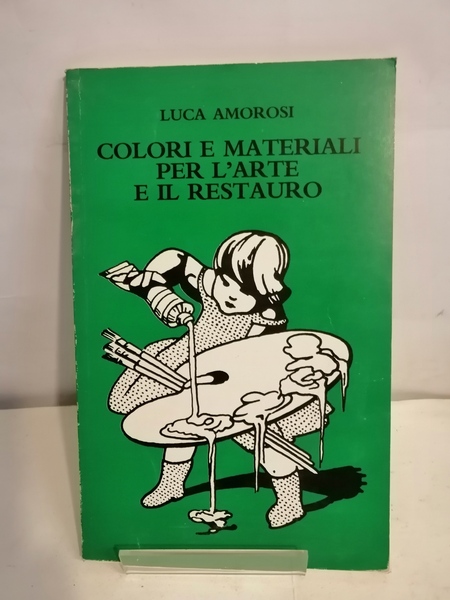 LUCA AMOROSI
COLORI E MATERIALI
PER L'ARTE
E IL RESTAURO